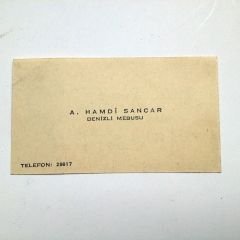 A. HAMDİ SANCAR
DENİZLİ MEBUSU
TELEFON: 29617